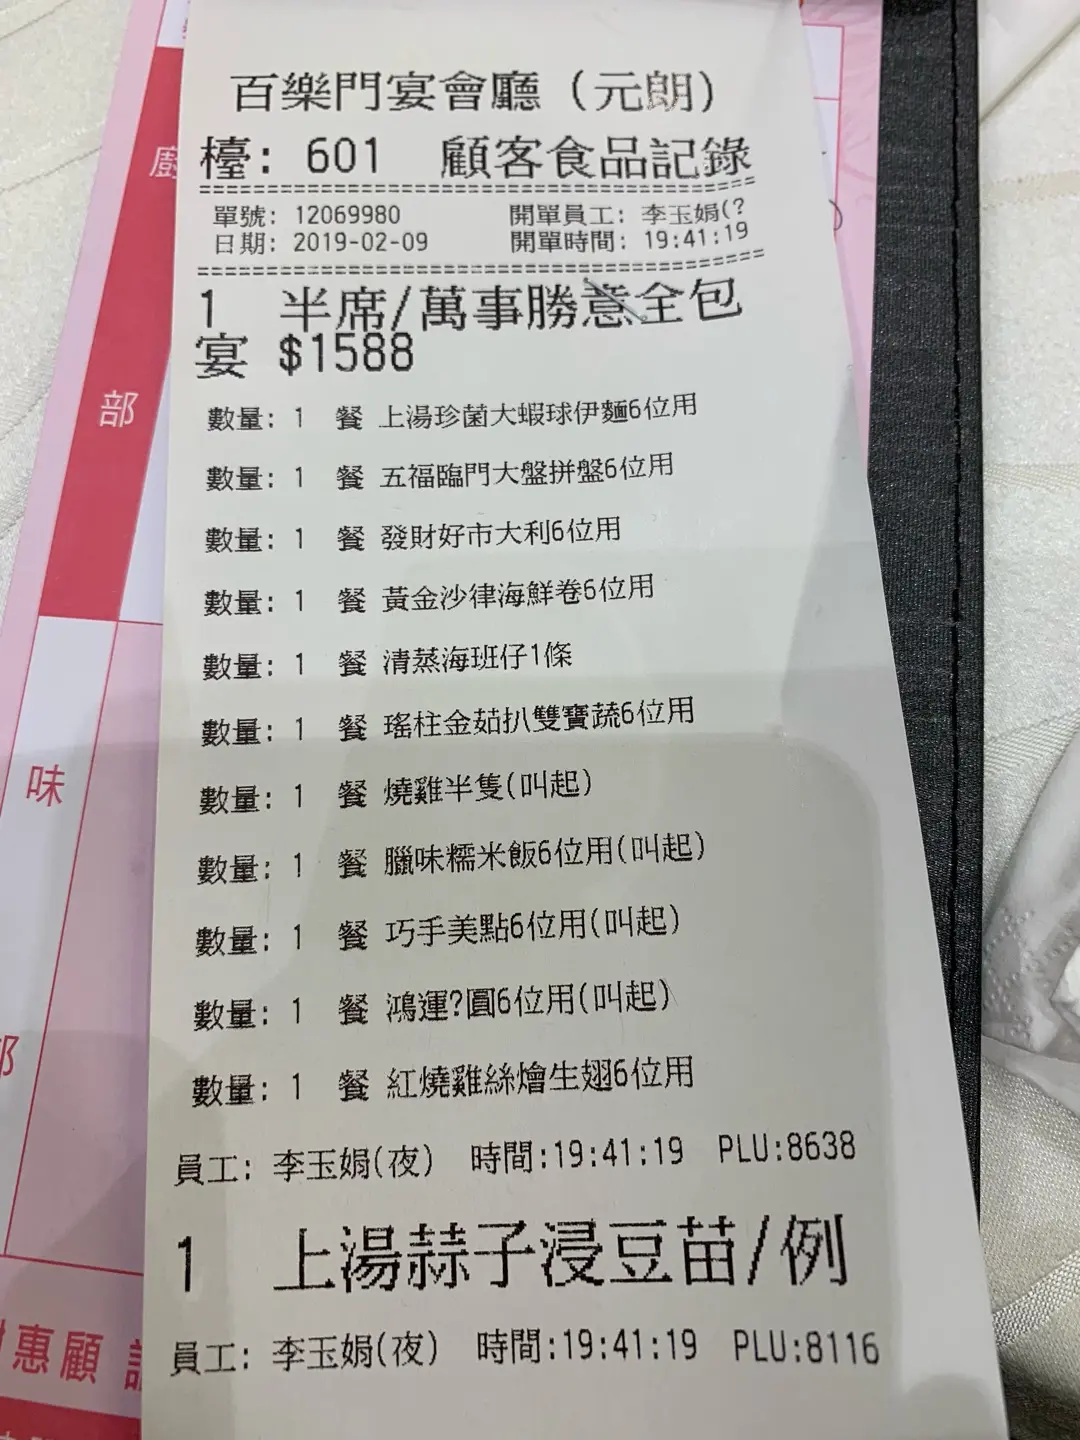 百樂門宴會廳（元朗）
檯: 601 顧客食品記錄
單號: 12069980 開單員工: 李玉娟(?
日期: 2019-02-09 開單時間: 19:41:19
1 半席/萬事勝意全包
宴 $1588
數量: 1 餐 上湯珍菌大蝦球伊麵6位用
數量: 1 餐 五福臨門大盤拼盤6位用
數量: 1 餐 發財好市大利6位用
數量: 1 餐 黃金沙律海鮮卷6位用
數量: 1 餐 清蒸海班仔1條
數量: 1 餐 瑤柱金茹扒雙寶蔬6位用
數量: 1 餐 燒雞半隻(叫起)
數量: 1 餐 臘味糯米飯6位用(叫起)
數量: 1 餐 巧手美點6位用(叫起)
數量: 1 餐 鴻運?圓6位用(叫起)
數量: 1 餐 紅燒雞絲燴生翅6位用
員工: 李玉娟(夜) 時間:19:41:19 PLU:8638
1 上湯蒜子浸豆苗/例
員工: 李玉娟(夜) 時間:19:41:19 PLU:8116
廚
部
味
惠顧